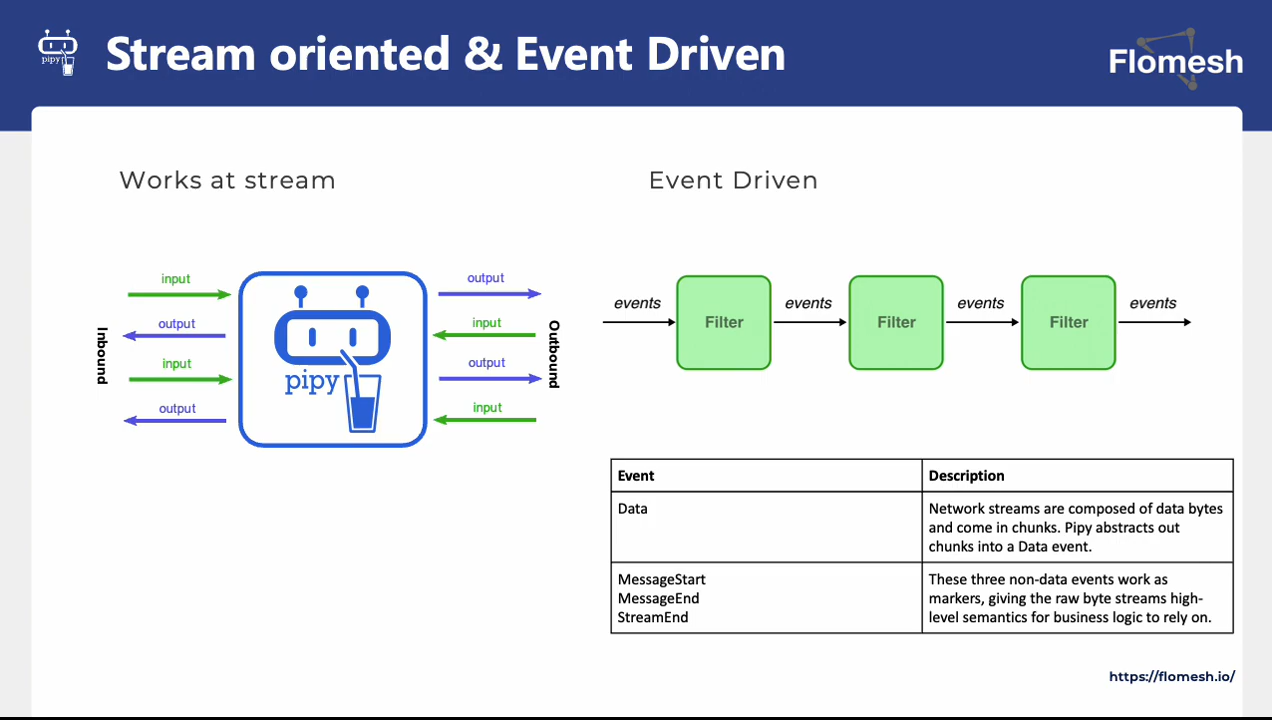 pipy
Stream oriented & Event Driven
Flomesh
Works at stream
Event Driven
input
output
input
output
Inbound
pipy
output
input
output
input
Outbound
events
Filter
events
Filter
events
Filter
events
Event
Description
Data
Network streams are composed of data bytes
and come in chunks. Pipy abstracts out
chunks into a Data event.
MessageStart
MessageEnd
StreamEnd
These three non-data events work as
markers, giving the raw byte streams high-
level semantics for business logic to rely on.
https://flomesh.io/